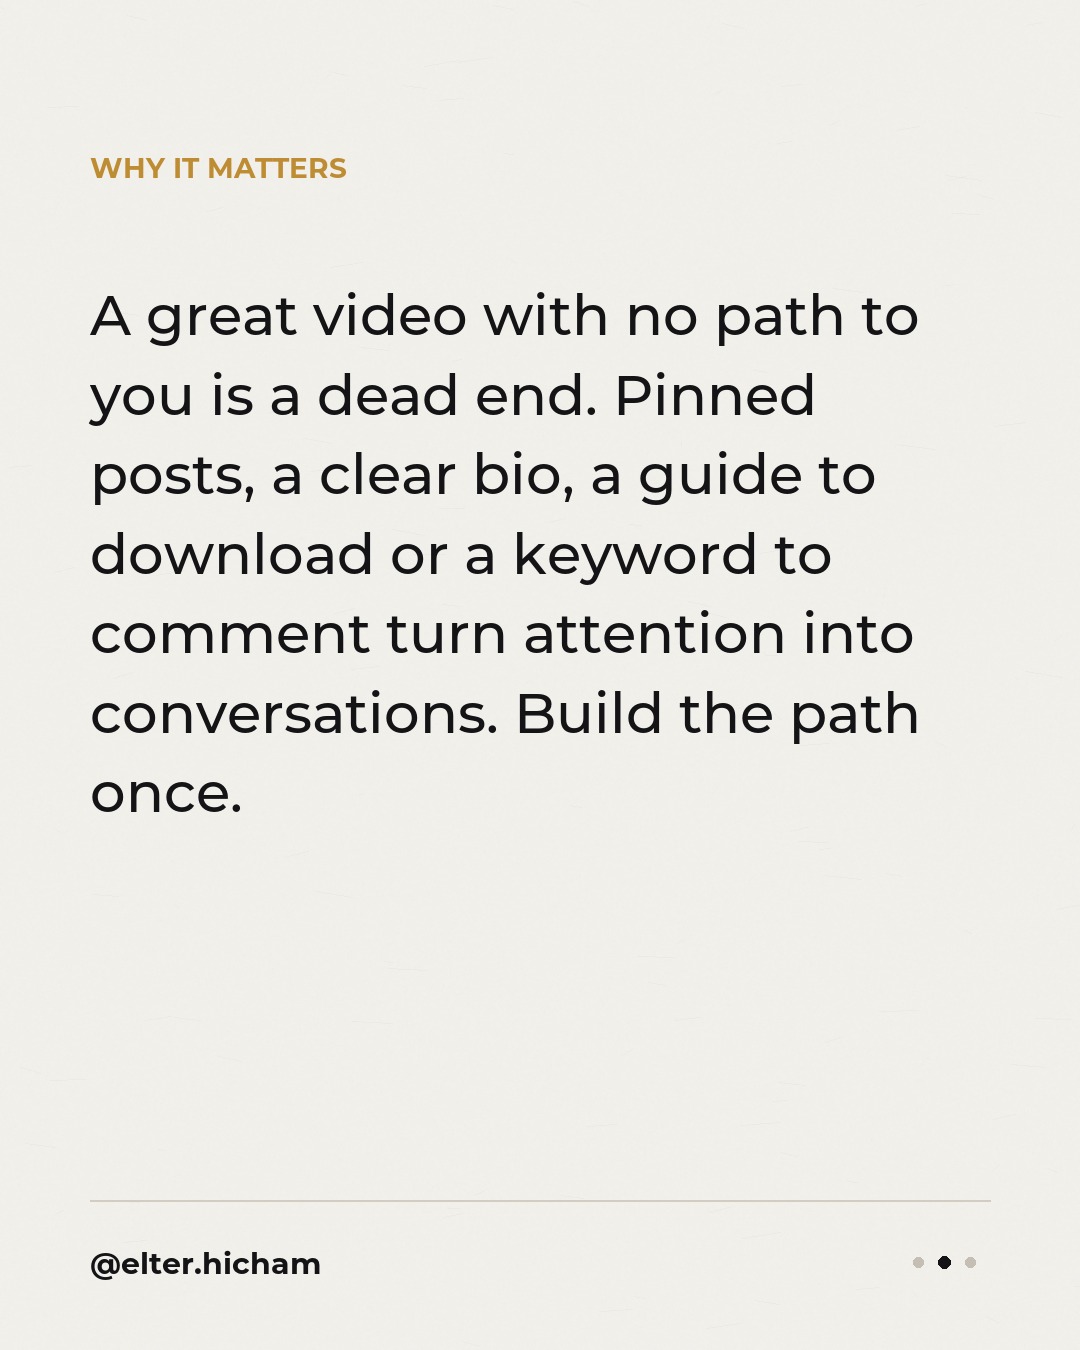 WHY IT MATTERS
A great video with no path to
you is a dead end. Pinned
posts, a clear bio, a guide to
download or a keyword to
comment turn attention into
conversations. Build the path
once.
@elter.hicham